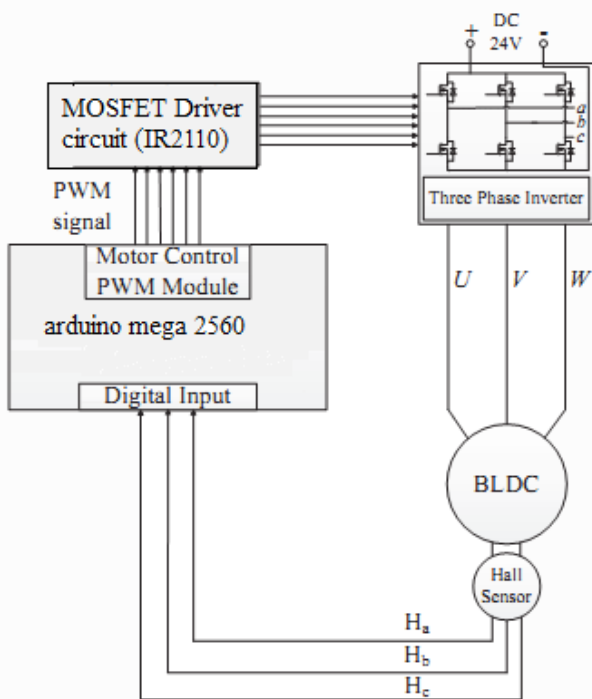 DC
+ 24V -
MOSFET Driver
circuit (IR2110)
a
b
c
PWM
signal
Three Phase Inverter
Motor Control
PWM Module
U V W
arduino mega 2560
Digital Input
BLDC
Hall
Sensor
Ha
Hb
Hc